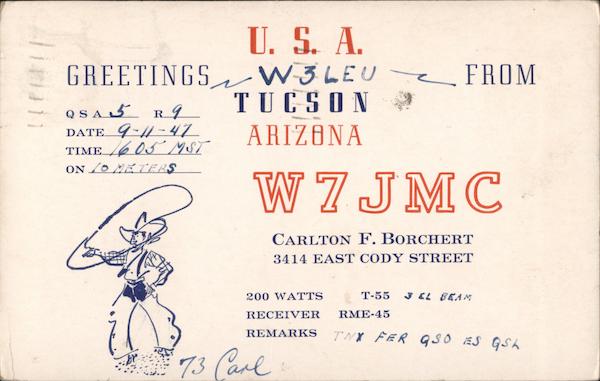 U. S. A.
GREETINGS W3LEU FROM
TUCSON
ARIZONA
QSA 5 R 9
DATE 9-11-47
TIME 1605 MST
ON 10 METERS
W7JMC
CARLTON F. BORCHERT
3414 EAST CODY STREET
200 WATTS T-55 3 EL BEAM
RECEIVER RME-45
REMARKS TNX FER QSO ES QSL
73 Carl